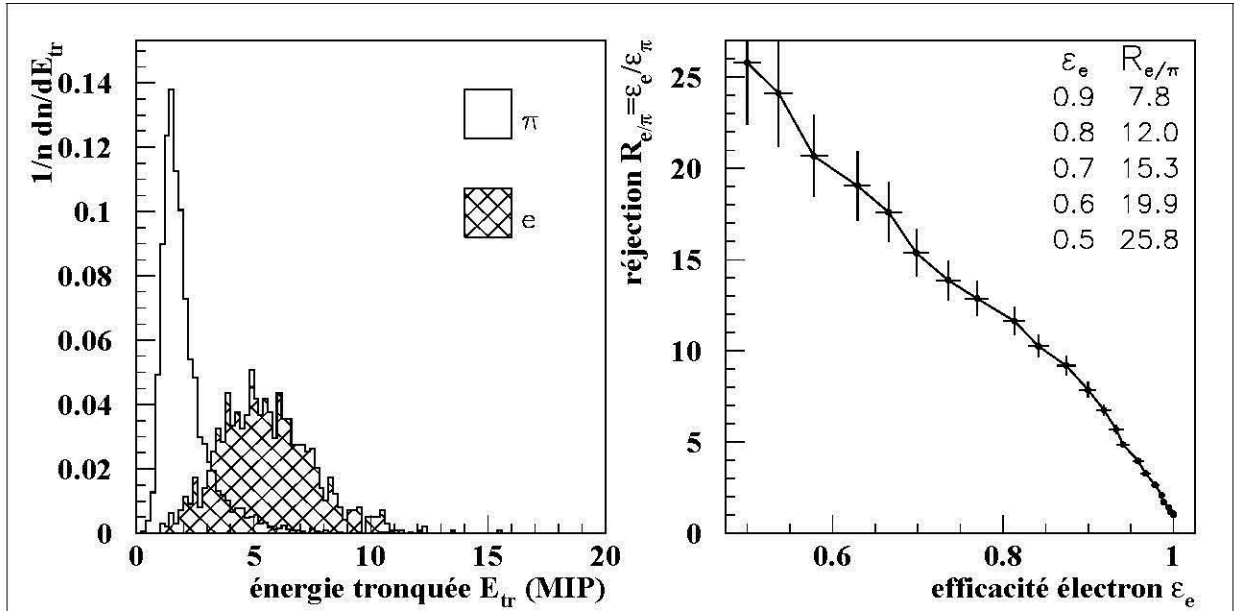 1/n dn/dE_tr
0.14
0.12
0.1
0.08
0.06
0.04
0.02
0
π
e
0 5 10 15 20
énergie tronquée E_tr (MIP)
réjection R_e/π=ε_e/ε_π
25
20
15
10
5
0
ε_e R_e/π
0.9 7.8
0.8 12.0
0.7 15.3
0.6 19.9
0.5 25.8
0.6 0.8 1
efficacité électron ε_e